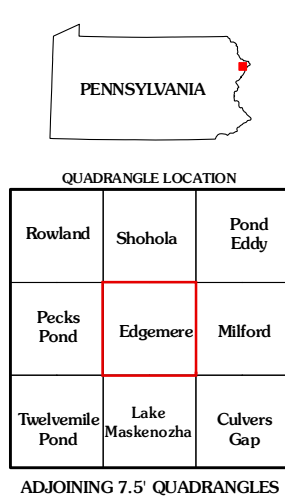 PENNSYLVANIA
QUADRANGLE LOCATION
Rowland
Shohola
Pond
Eddy
Pecks
Pond
Edgemere
Milford
Twelvemile
Pond
Lake
Maskenozha
Culvers
Gap
ADJOINING 7.5' QUADRANGLES